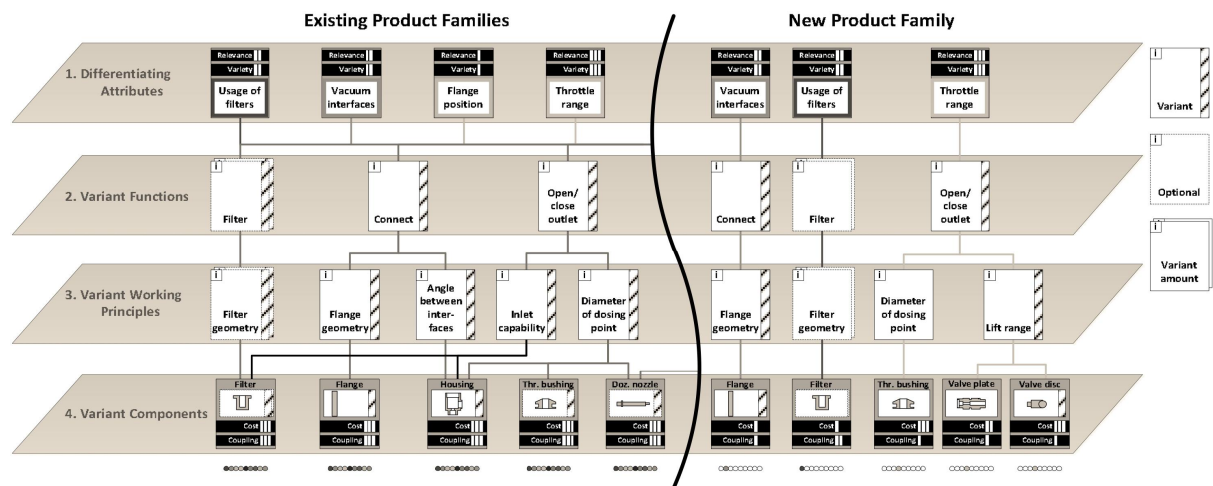 Existing Product Families
New Product Family
1. Differentiating
Attributes
Relevance
Variety
Usage of
filters
Relevance
Variety
Vacuum
interfaces
Relevance
Variety
Flange
position
Relevance
Variety
Throttle
range
Relevance
Variety
Vacuum
interfaces
Relevance
Variety
Usage of
filters
Relevance
Variety
Throttle
range
i
Variant
i
Optional
i
Variant
amount
2. Variant Functions
i
Filter
i
Connect
i
Open/
close
outlet
i
Connect
i
Filter
i
Open/
close
outlet
3. Variant Working
Principles
i
Filter
geometry
i
Flange
geometry
i
Angle
between
inter-
faces
i
Inlet
capability
i
Diameter
of dosing
point
i
Flange
geometry
i
Filter
geometry
i
Diameter
of dosing
point
i
Lift range
4. Variant Components
Filter
Cost
Coupling
Flange
Cost
Coupling
Housing
Cost
Coupling
Thr. bushing
Cost
Coupling
Doz. nozzle
Cost
Coupling
Flange
Cost
Coupling
Filter
Cost
Coupling
Thr. bushing
Cost
Coupling
Valve plate
Cost
Coupling
Valve disc
Cost
Coupling